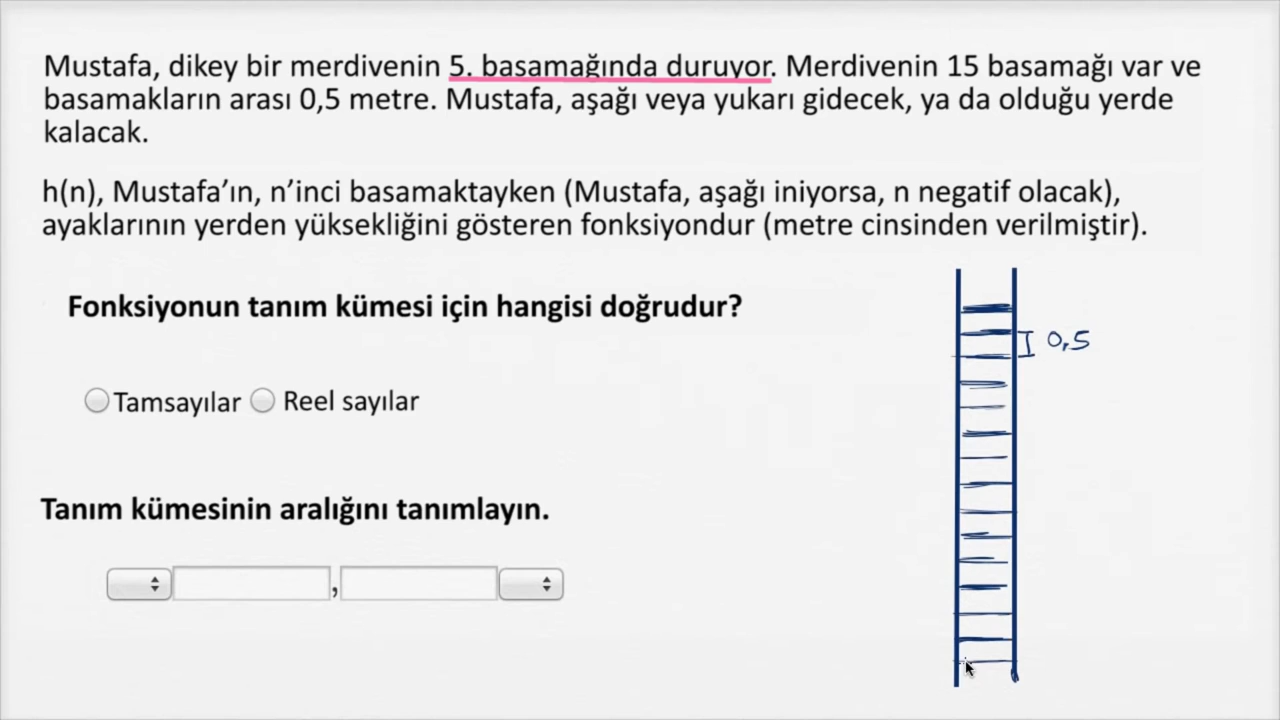 Mustafa, dikey bir merdivenin 5. basamağında duruyor. Merdivenin 15 basamağı var ve
basamakların arası 0,5 metre. Mustafa, aşağı veya yukarı gidecek, ya da olduğu yerde
kalacak.
h(n), Mustafa’ın, n’inci basamaktayken (Mustafa, aşağı iniyorsa, n negatif olacak),
ayaklarının yerden yüksekliğini gösteren fonksiyondur (metre cinsinden verilmiştir).
Fonksiyonun tanım kümesi için hangisi doğrudur?
0,5
Tamsayılar Reel sayılar
Tanım kümesinin aralığını tanımlayın.
,